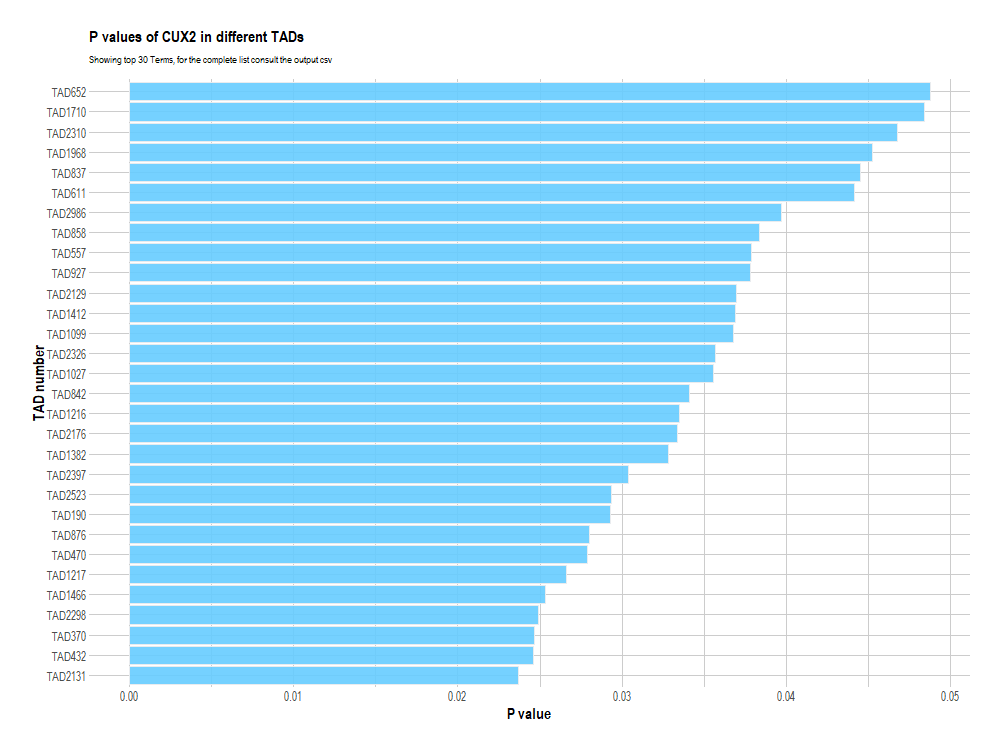 P values of CUX2 in different TADs
Showing top 30 Terms, for the complete list consult the output csv
TAD number
TAD652
TAD1710
TAD2310
TAD1968
TAD837
TAD611
TAD2986
TAD858
TAD557
TAD927
TAD2129
TAD1412
TAD1099
TAD2326
TAD1027
TAD842
TAD1216
TAD2176
TAD1382
TAD2397
TAD2523
TAD190
TAD876
TAD470
TAD1217
TAD1466
TAD2298
TAD370
TAD432
TAD2131
0.00 0.01 0.02 0.03 0.04 0.05
P value